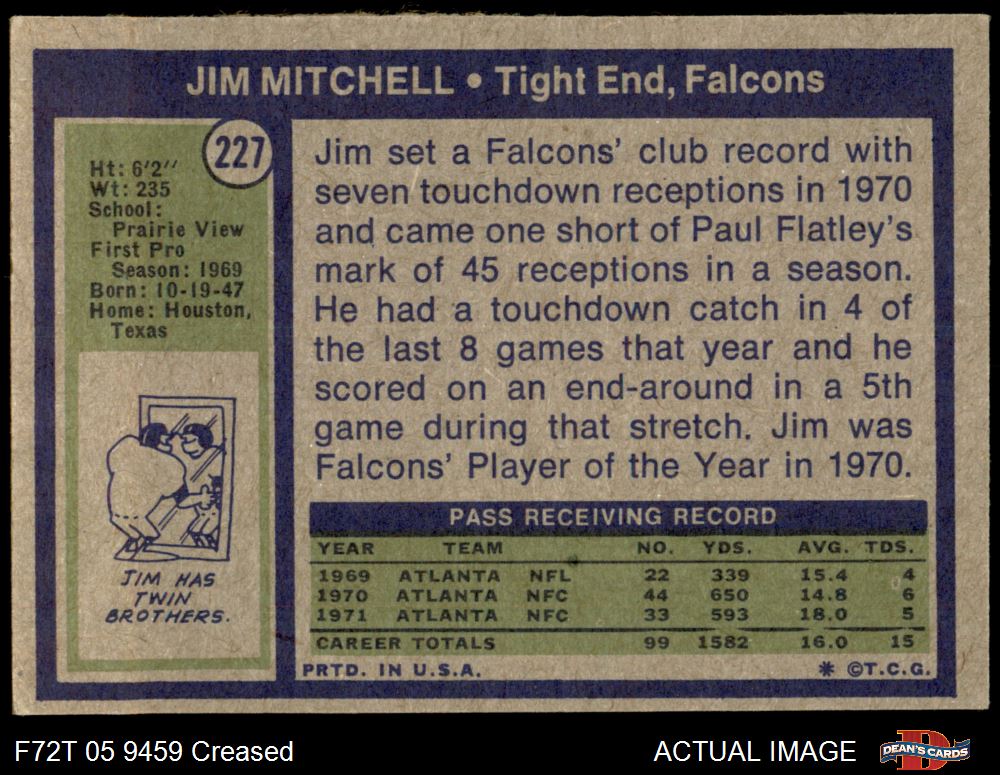 JIM MITCHELL • Tight End, Falcons
227
Ht: 6'2''
Wt: 235
School:
Prairie View
First Pro
Season: 1969
Born: 10-19-47
Home: Houston,
Texas
JIM HAS
TWIN
BROTHERS.
Jim set a Falcons' club record with
seven touchdown receptions in 1970
and came one short of Paul Flatley's
mark of 45 receptions in a season.
He had a touchdown catch in 4 of
the last 8 games that year and he
scored on an end-around in a 5th
game during that stretch. Jim was
Falcons' Player of the Year in 1970.
PASS RECEIVING RECORD
YEAR TEAM NO. YDS. AVG. TDS.
1969 ATLANTA NFL 22 339 15.4 4
1970 ATLANTA NFC 44 650 14.8 6
1971 ATLANTA NFC 33 593 18.0 5
CAREER TOTALS 99 1582 16.0 15
PRTD. IN U.S.A. * ©T.C.G.
F72T 05 9459 Creased ACTUAL IMAGE
D
DEAN'S CARDS